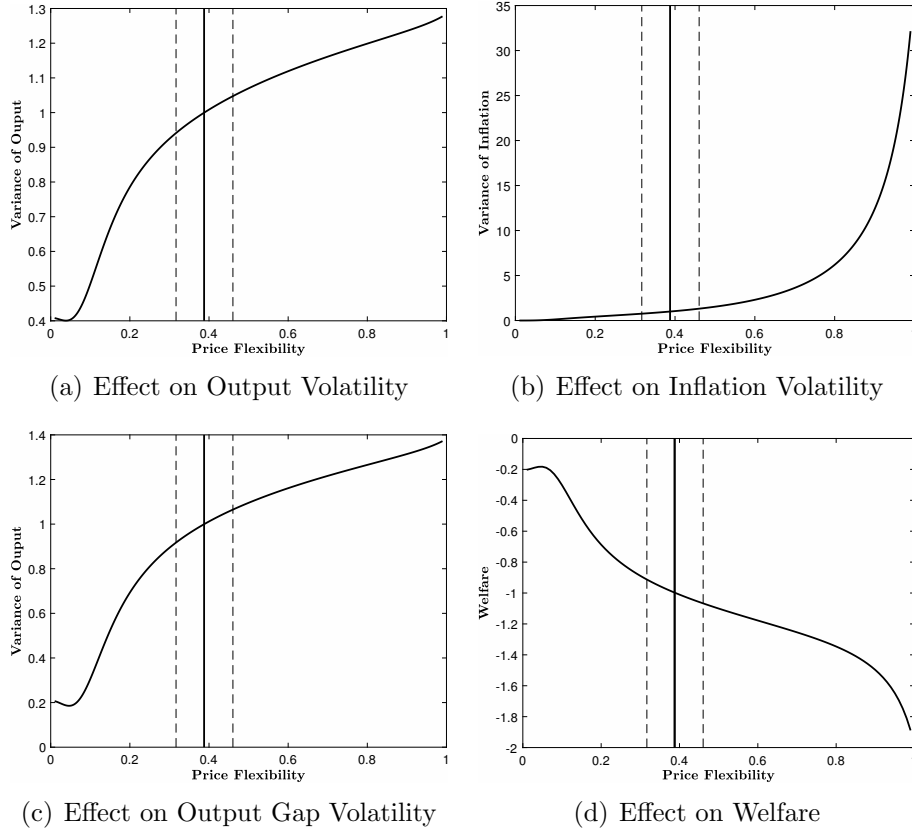 1.3
1.2
1.1
1
0.9
0.8
0.7
0.6
0.5
0.4
Variance of Ouput
0 0.2 0.4 0.6 0.8 1
Price Flexibility
(a) Effect on Output Volatility
35
30
25
20
15
10
5
0
Variance of Inflation
0 0.2 0.4 0.6 0.8
Price Flexibility
(b) Effect on Inflation Volatility
1.4
1.2
1
0.8
0.6
0.4
0.2
0
Variance of Ouput
0 0.2 0.4 0.6 0.8 1
Price Flexibility
(c) Effect on Output Gap Volatility
0
-0.2
-0.4
-0.6
-0.8
-1
-1.2
-1.4
-1.6
-1.8
-2
Welfare
0 0.2 0.4 0.6 0.8
Price Flexibility
(d) Effect on Welfare